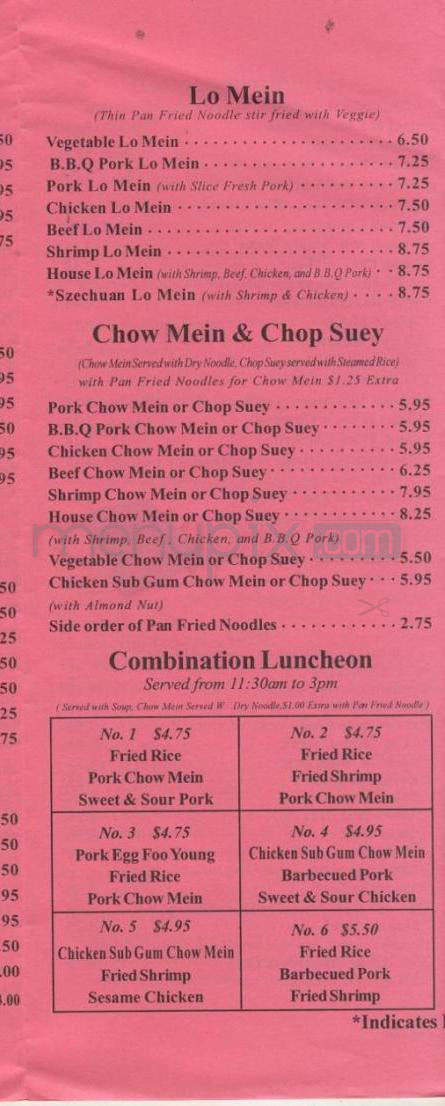 Lo Mein
(Thin Pan Fried Noodle stir fried with Veggie)
Vegetable Lo Mein 6.50
B.B.Q Pork Lo Mein 7.25
Pork Lo Mein (with Slice Fresh Pork) 7.25
Chicken Lo Mein 7.50
Beef Lo Mein 7.50
Shrimp Lo Mein 8.75
House Lo Mein (with Shrimp, Beef, Chicken, and B.B.Q Pork) 8.75
*Szechuan Lo Mein (with Shrimp & Chicken) 8.75
Chow Mein & Chop Suey
(Chow Mein Served with Dry Noodle, Chop Suey served with Steamed Rice)
with Pan Fried Noodles for Chow Mein $1.25 Extra
Pork Chow Mein or Chop Suey 5.95
B.B.Q Pork Chow Mein or Chop Suey 5.95
Chicken Chow Mein or Chop Suey 5.95
Beef Chow Mein or Chop Suey 6.25
Shrimp Chow Mein or Chop Suey 7.95
House Chow Mein or Chop Suey 8.25
(with Shrimp, Beef, Chicken, and B.B.Q Pork)
menupix.com
Vegetable Chow Mein or Chop Suey 5.50
Chicken Sub Gum Chow Mein or Chop Suey 5.95
(with Almond Nut)
Side order of Pan Fried Noodles 2.75
Combination Luncheon
Served from 11:30am to 3pm
(Served with Soup, Chow Mein Served W Dry Noodle,$1.00 Extra with Pan Fried Noodle)
No. 1 $4.75
Fried Rice
Pork Chow Mein
Sweet & Sour Pork
No. 2 $4.75
Fried Rice
Fried Shrimp
Pork Chow Mein
No. 3 $4.75
Pork Egg Foo Young
Fried Rice
Pork Chow Mein
No. 4 $4.95
Chicken Sub Gum Chow Mein
Barbecued Pork
Sweet & Sour Chicken
No. 5 $4.95
Chicken Sub Gum Chow Mein
Fried Shrimp
Sesame Chicken
No. 6 $5.50
Fried Rice
Barbecued Pork
Fried Shrimp
*Indicates